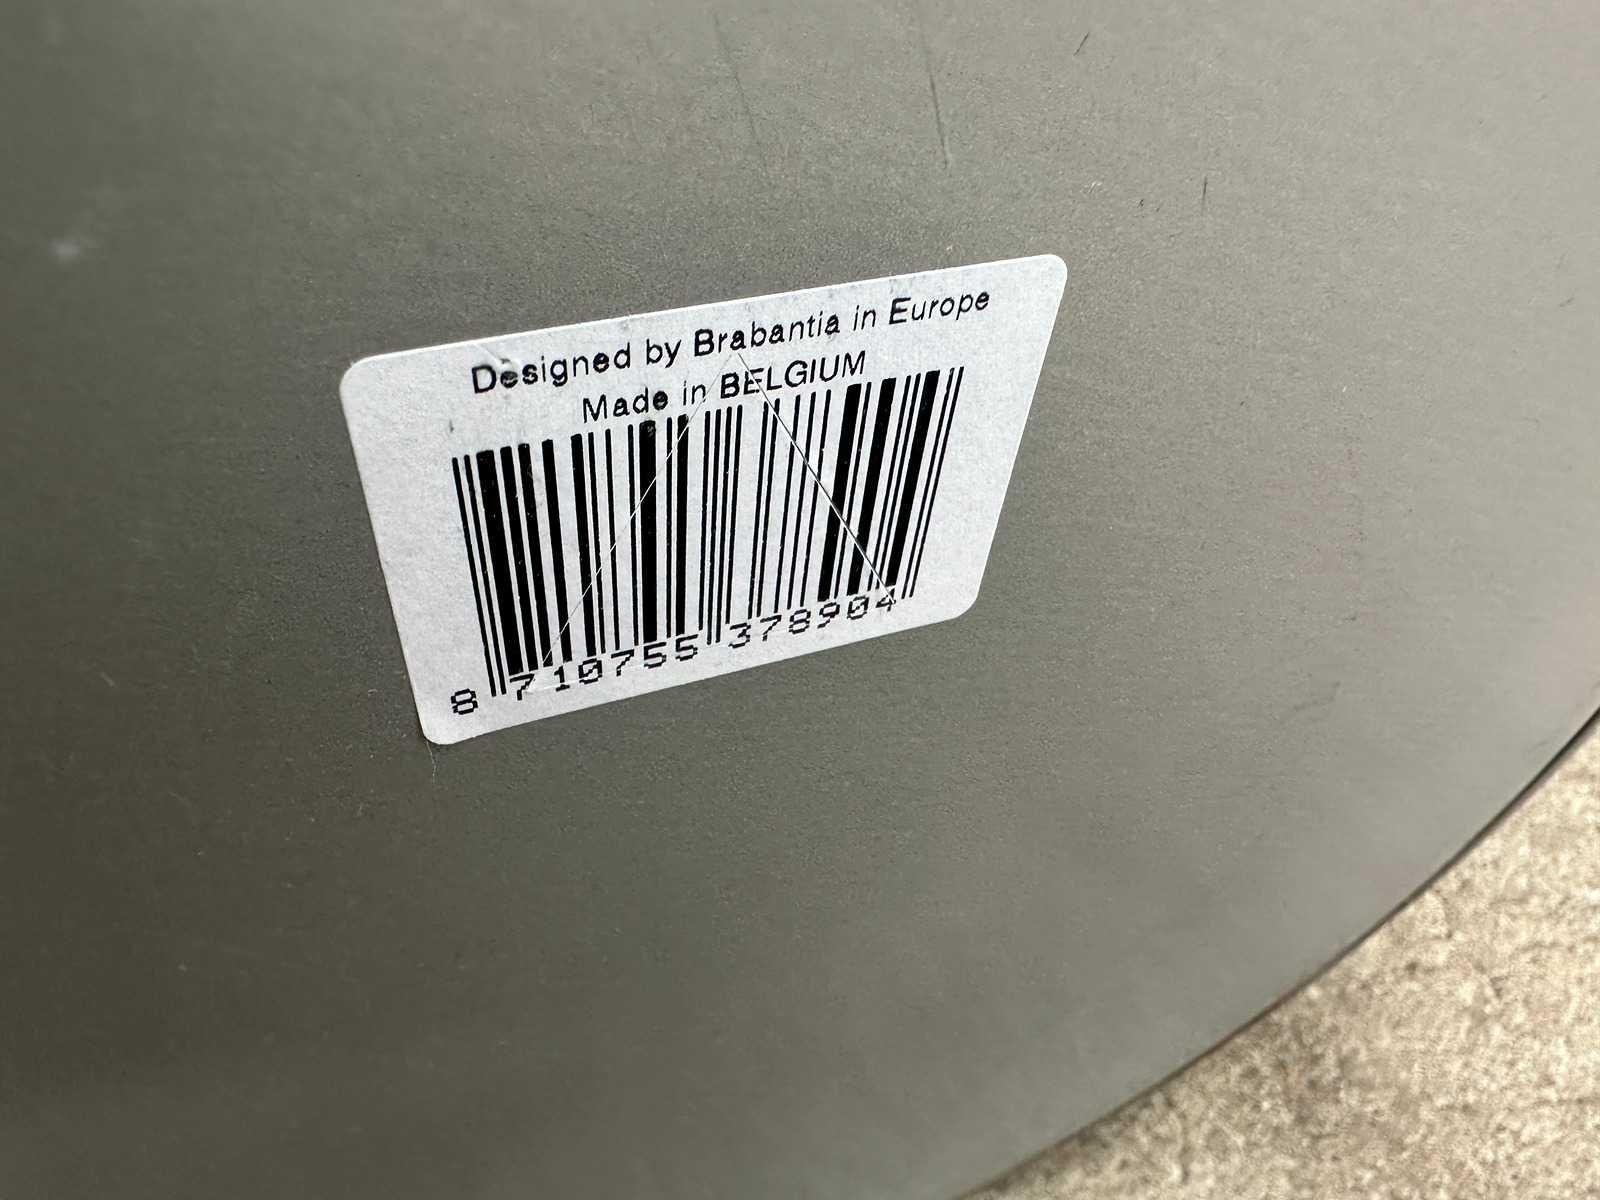 Designed by Brabantia in Europe
Made in BELGIUM
8 710755 378904